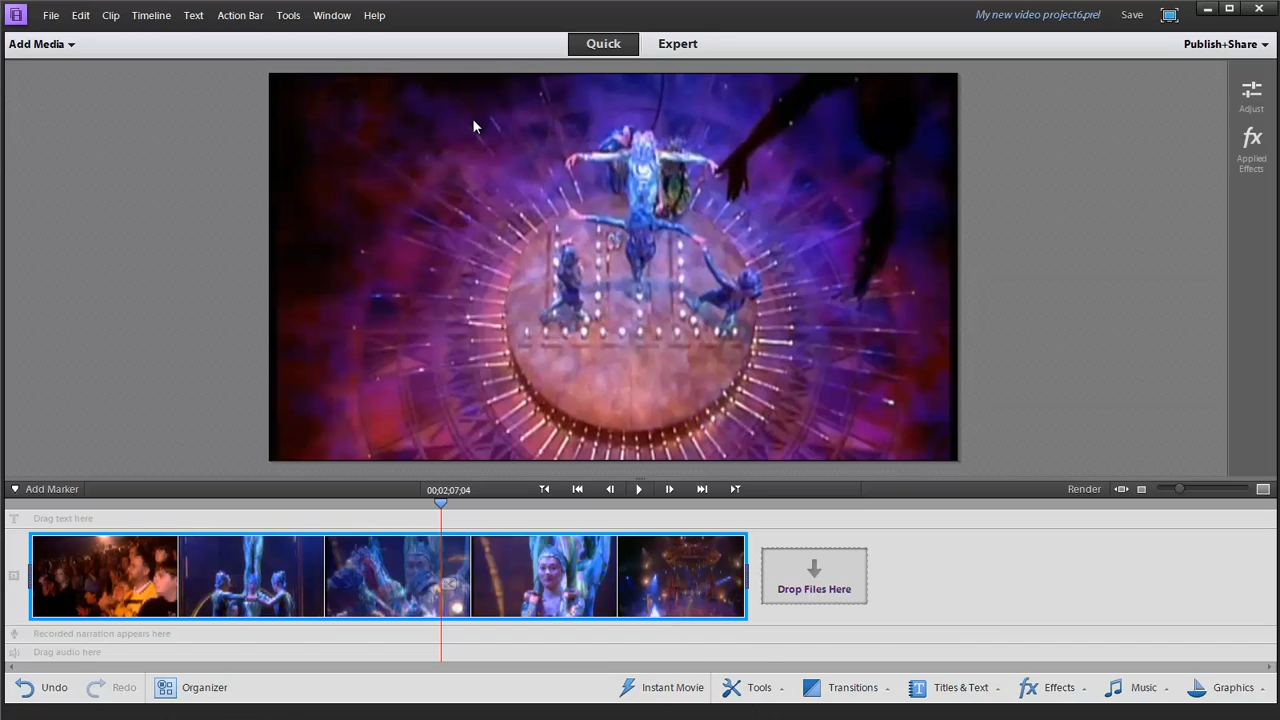 File Edit Clip Timeline Text Action Bar Tools Window Help My new video project6.prel Save
Add Media Quick Expert Publish+Share
Adjust
Applied
Effects
Add Marker 00;02;07;04 Render
Drag text here
Drop Files Here
Recorded narration appears here
Drag audio here
Undo Redo Organizer Instant Movie Tools Transitions Titles & Text Effects Music Graphics